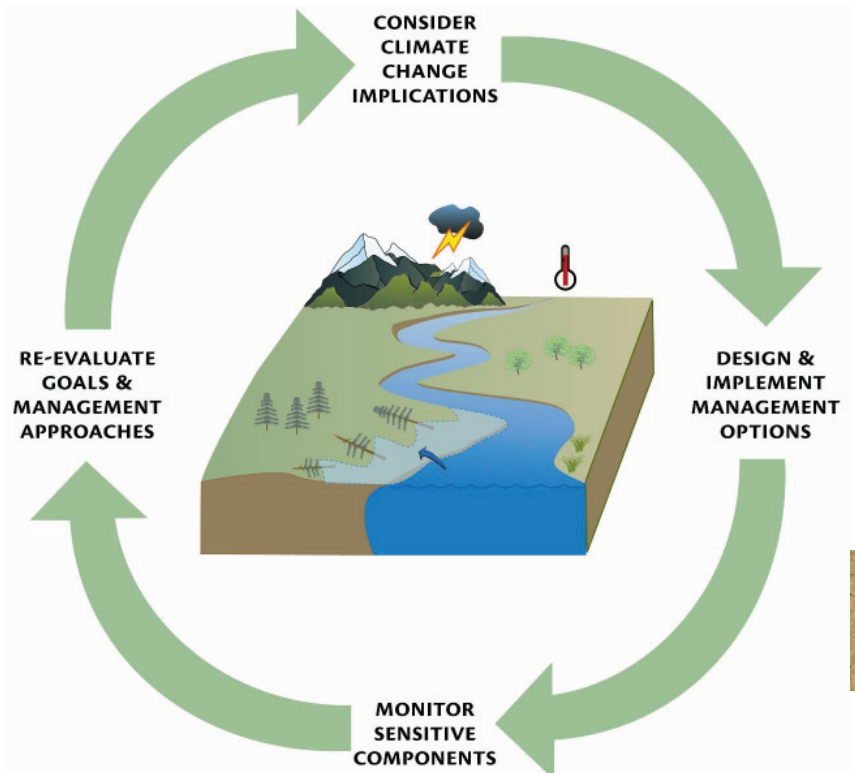 CONSIDER
CLIMATE
CHANGE
IMPLICATIONS
RE-EVALUATE
GOALS &
MANAGEMENT
APPROACHES
DESIGN &
IMPLEMENT
MANAGEMENT
OPTIONS
MONITOR
SENSITIVE
COMPONENTS